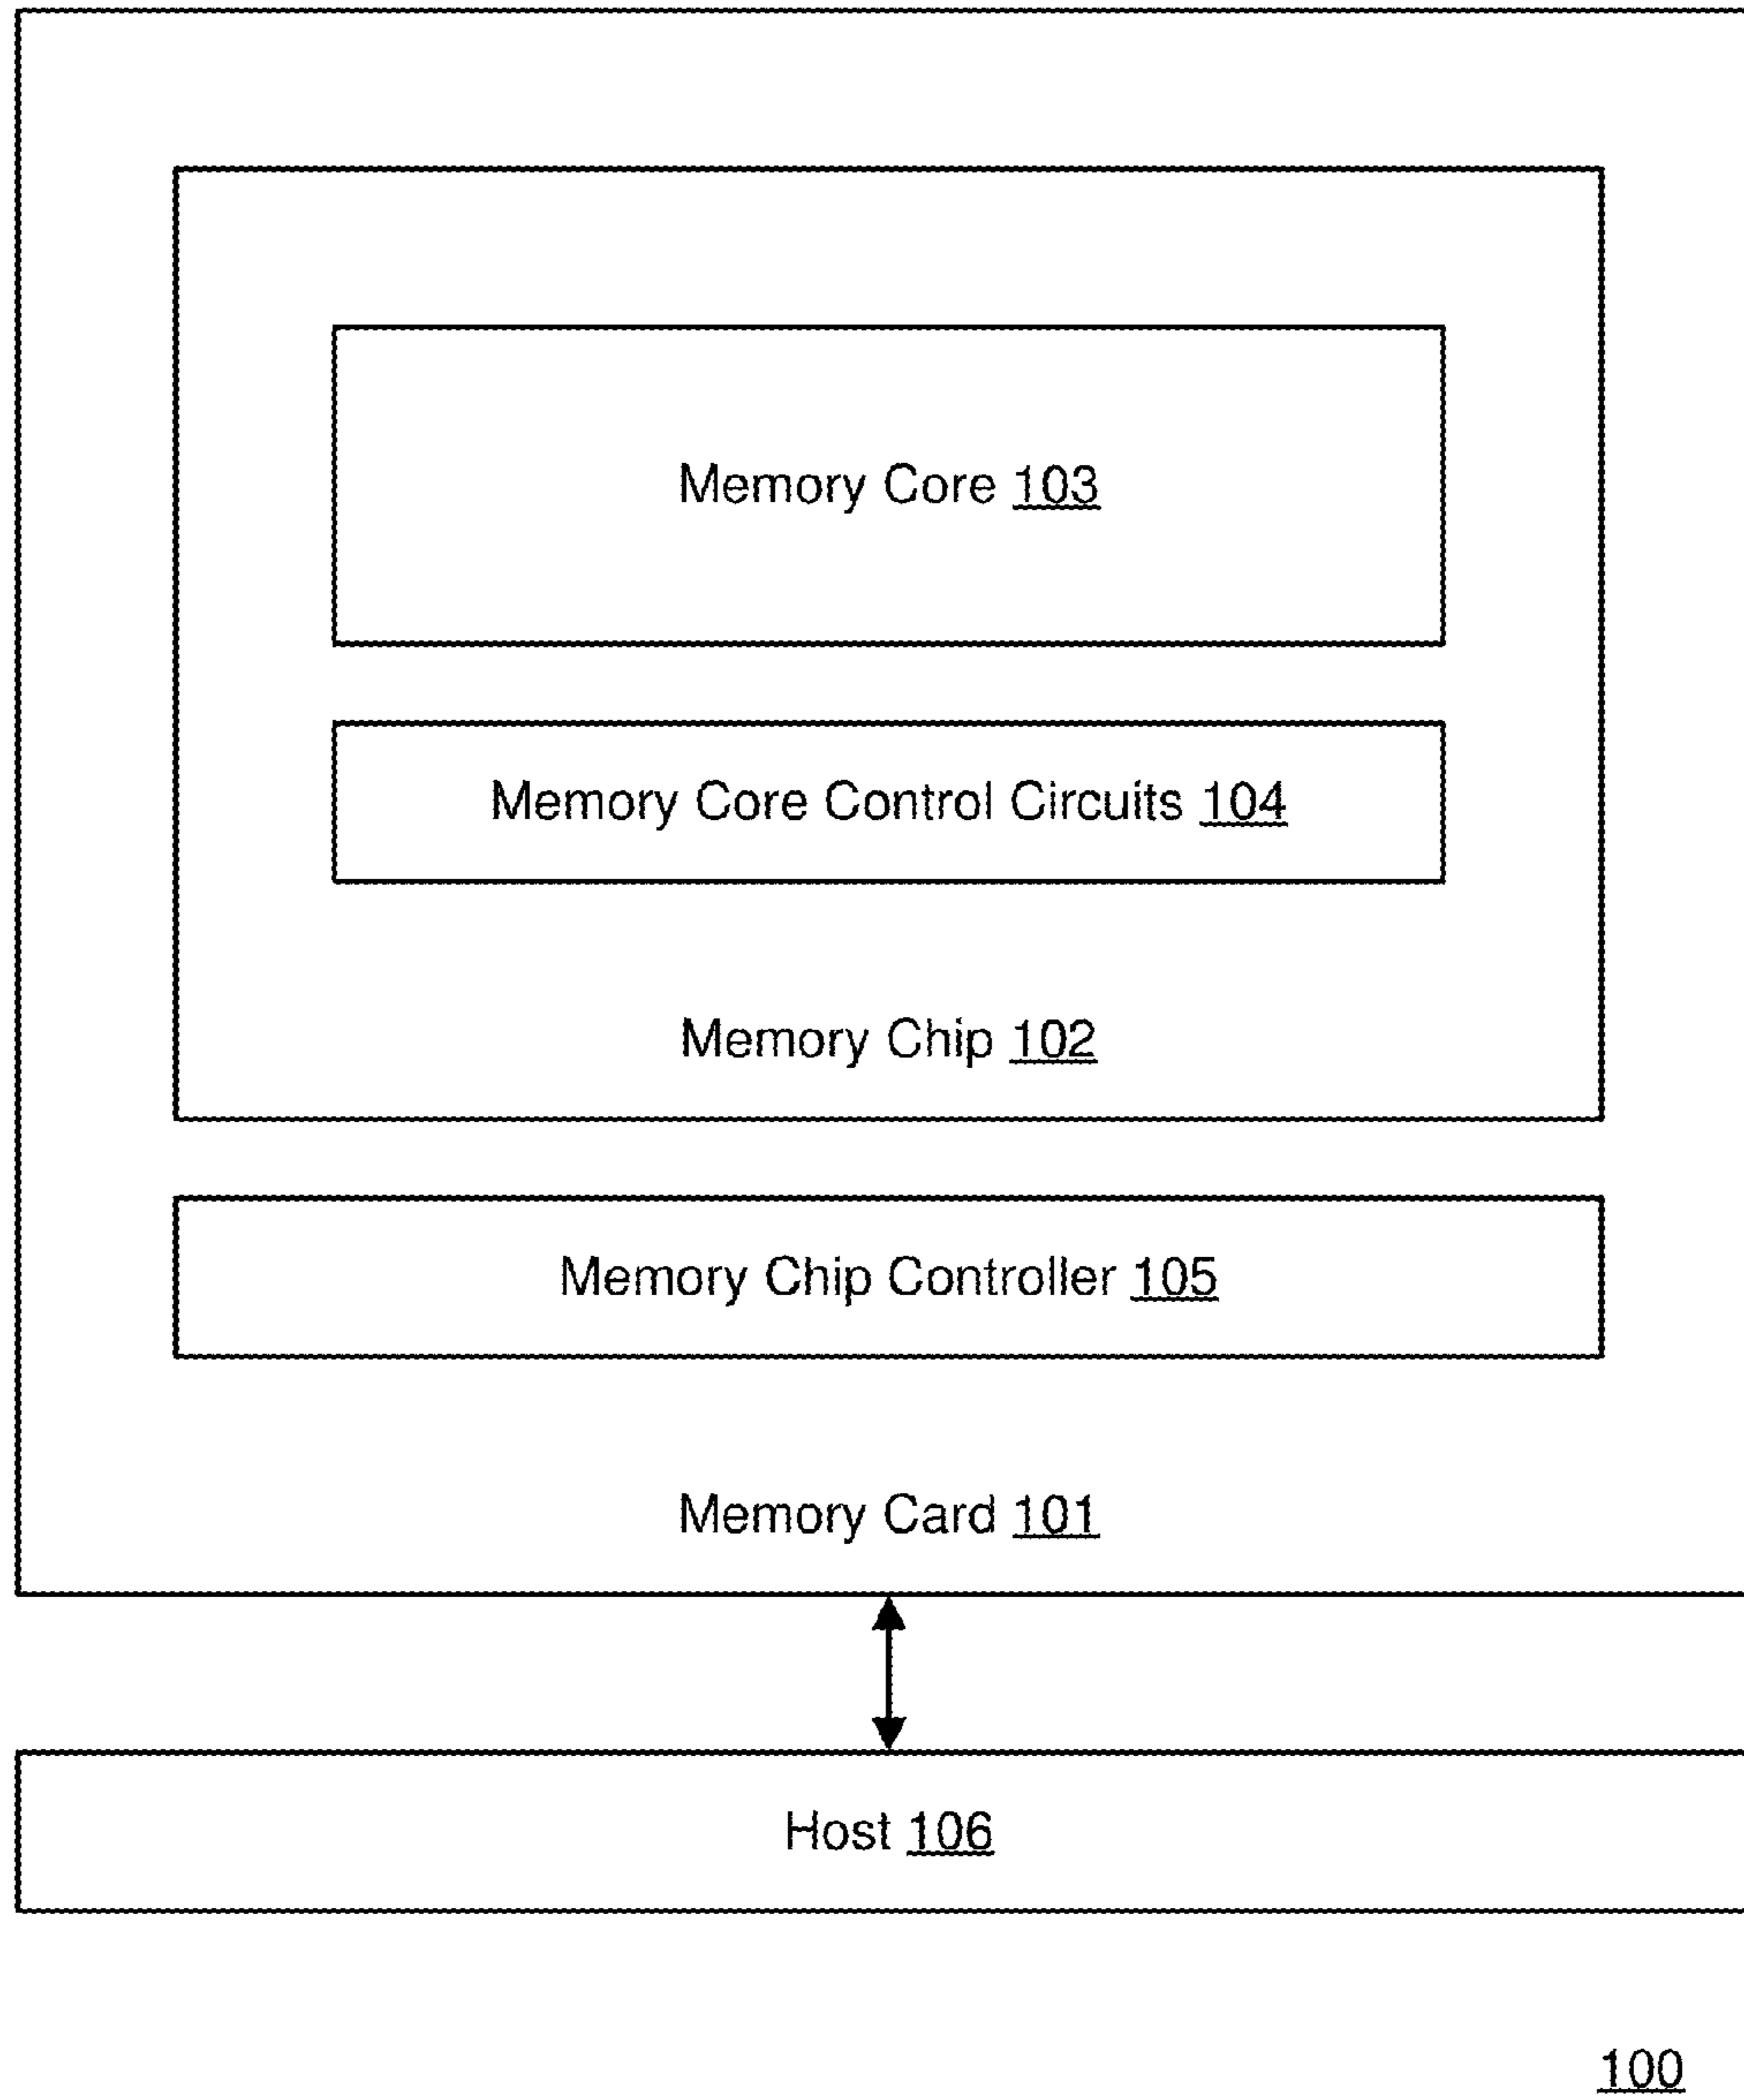 Memory Core 103
Memory Core Control Circuits 104
Memory Chip 102
Memory Chip Controller 105
Memory Card 101
Host 106
100